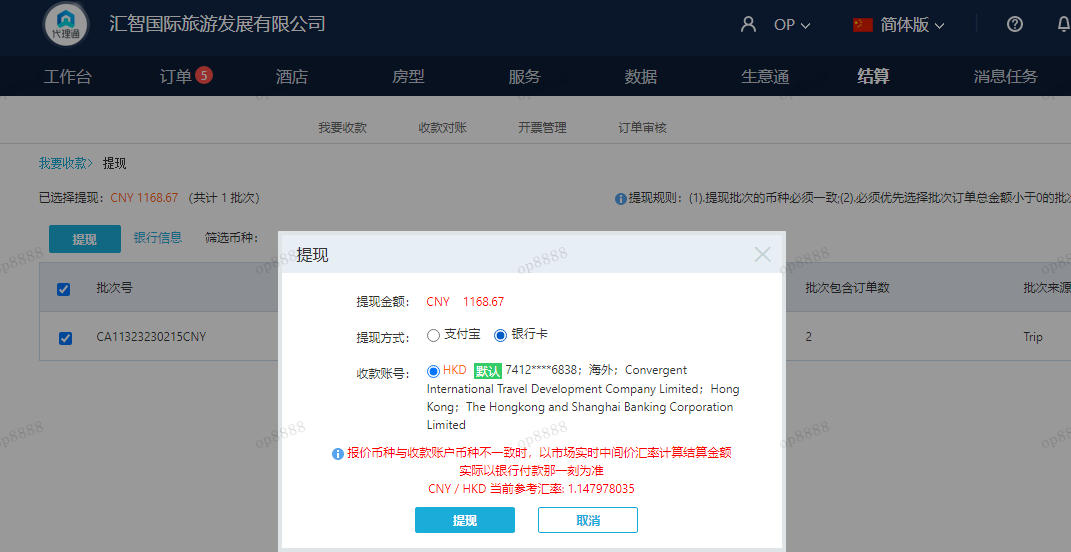 代理通
汇智国际旅游发展有限公司
OP
简体版
工作台
订单 5
酒店
房型
服务
数据
生意通
结算
消息任务
我要收款
收款对账
开票管理
订单审核
我要收款> 提现
已选择提现： CNY 1168.67 (共计 1 批次)
提现规则：(1).提现批次的币种必须一致;(2).必须优先选择批次订单总金额小于0的批次
提现
银行信息
筛选币种：
批次号
批次包含订单数
批次来源
CA11323230215CNY
2
Trip
提现
提现金额： CNY 1168.67
提现方式： 支付宝 银行卡
收款账号： HKD 默认 7412****6838；海外；Convergent
International Travel Development Company Limited；Hong
Kong；The Hongkong and Shanghai Banking Corporation
Limited
报价币种与收款账户币种不一致时，以市场实时中间价汇率计算结算金额
实际以银行付款那一刻为准
CNY / HKD 当前参考汇率: 1.147978035
提现
取消
op8888
op8888
op8888
op8888
op8888
op8888
op8888
op8888